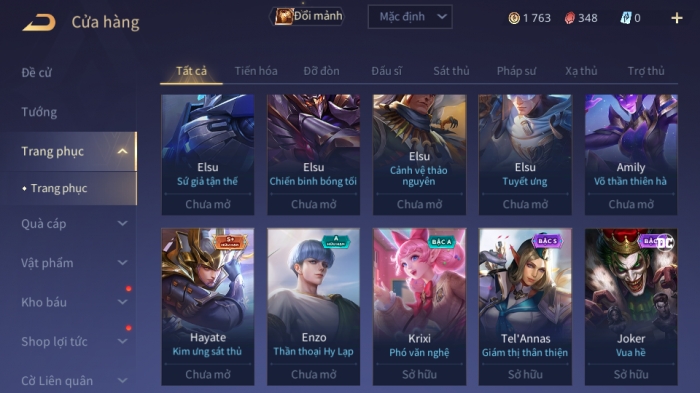 Cửa hàng
Đổi mảnh
Mặc định
1 763
348
0
Đề cử
Tướng
Trang phục
Trang phục
Quà cáp
Vật phẩm
Kho báu
Shop lợi tức
Cờ Liên quân
Tất cả
Tiến hóa
Đỡ đòn
Đấu sĩ
Sát thủ
Pháp sư
Xạ thủ
Trợ thủ
Elsu
Sứ giả tận thế
Chưa mở
Elsu
Chiến binh bóng tối
Chưa mở
Elsu
Cảnh vệ thảo
nguyên
Chưa mở
Elsu
Tuyết ưng
Chưa mở
Amily
Võ thần thiên hà
Chưa mở
S+
HỮU HẠN
Hayate
Kim ưng sát thủ
Chưa mở
A
HỮU HẠN
Enzo
Thần thoại Hy Lạp
Chưa mở
BẬC A
Krixi
Phó văn nghệ
Sở hữu
BẬC S
Tel'Annas
Giám thị thân thiện
Sở hữu
BẬC
DC
Joker
Vua hề
Sở hữu